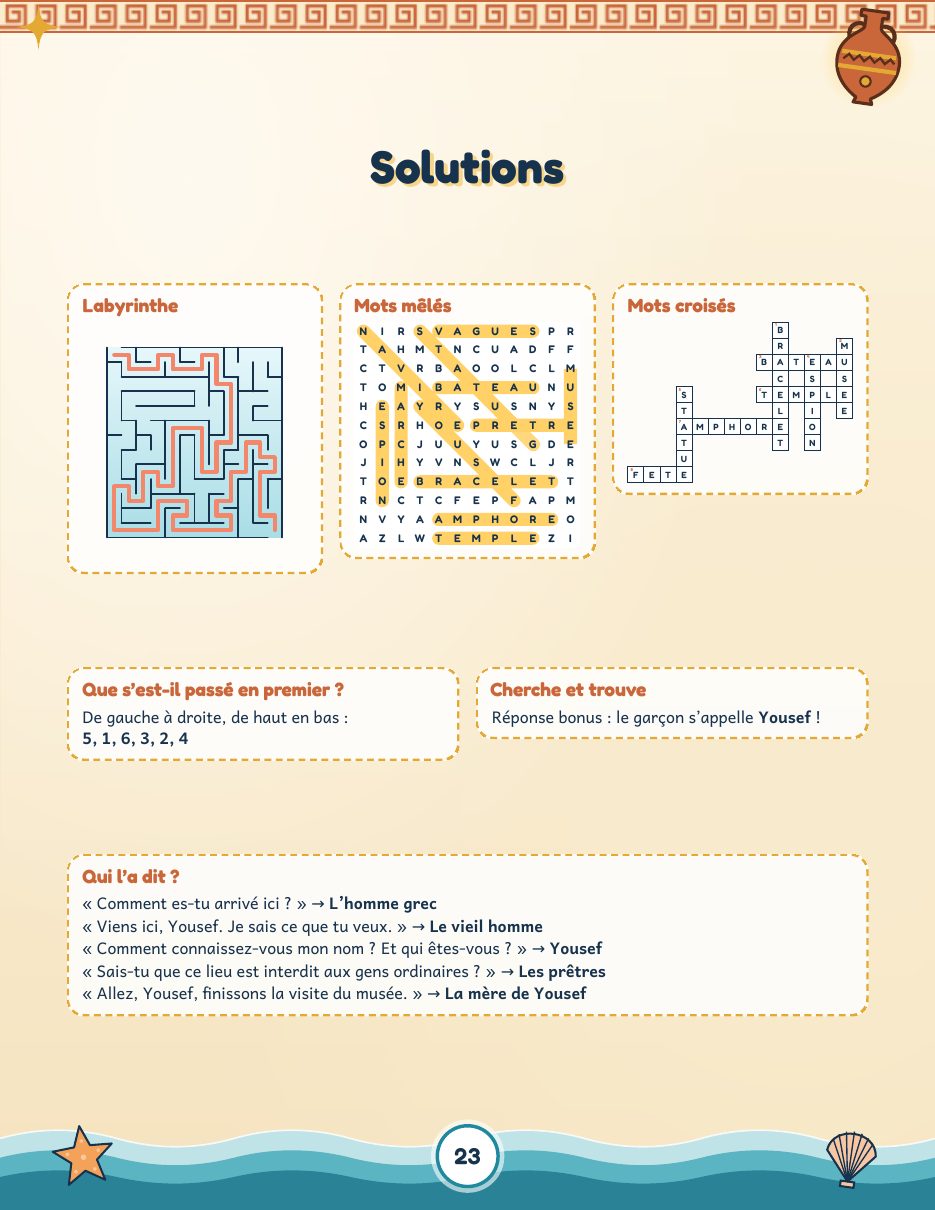 Solutions
Labyrinthe
Mots mêlés
N I R S V A G U E S P R
T A H M T N C U A D F F
C T V R B A O O L C L M
T O M I B A T E A U N U
H E A Y R Y S U S N Y S
C S R H O E P R E T R E
O P C J U U Y U S G D E
J I H Y V N S W C L J R
T O E B R A C E L E T T
R N C T C F E P F A P M
N V Y A A M P H O R E O
A Z L W T E M P L E Z I
Mots croisés
B
R M
B A T E A U
C S S
S T E M P L E
T L I E
A M P H O R E O
T T N
U
F E T E
Que s'est-il passé en premier ?
De gauche à droite, de haut en bas :
5, 1, 6, 3, 2, 4
Cherche et trouve
Réponse bonus : le garçon s'appelle Yousef !
Qui l'a dit ?
« Comment es-tu arrivé ici ? » → L'homme grec
« Viens ici, Yousef. Je sais ce que tu veux. » → Le vieil homme
« Comment connaissez-vous mon nom ? Et qui êtes-vous ? » → Yousef
« Sais-tu que ce lieu est interdit aux gens ordinaires ? » → Les prêtres
« Allez, Yousef, finissons la visite du musée. » → La mère de Yousef
23